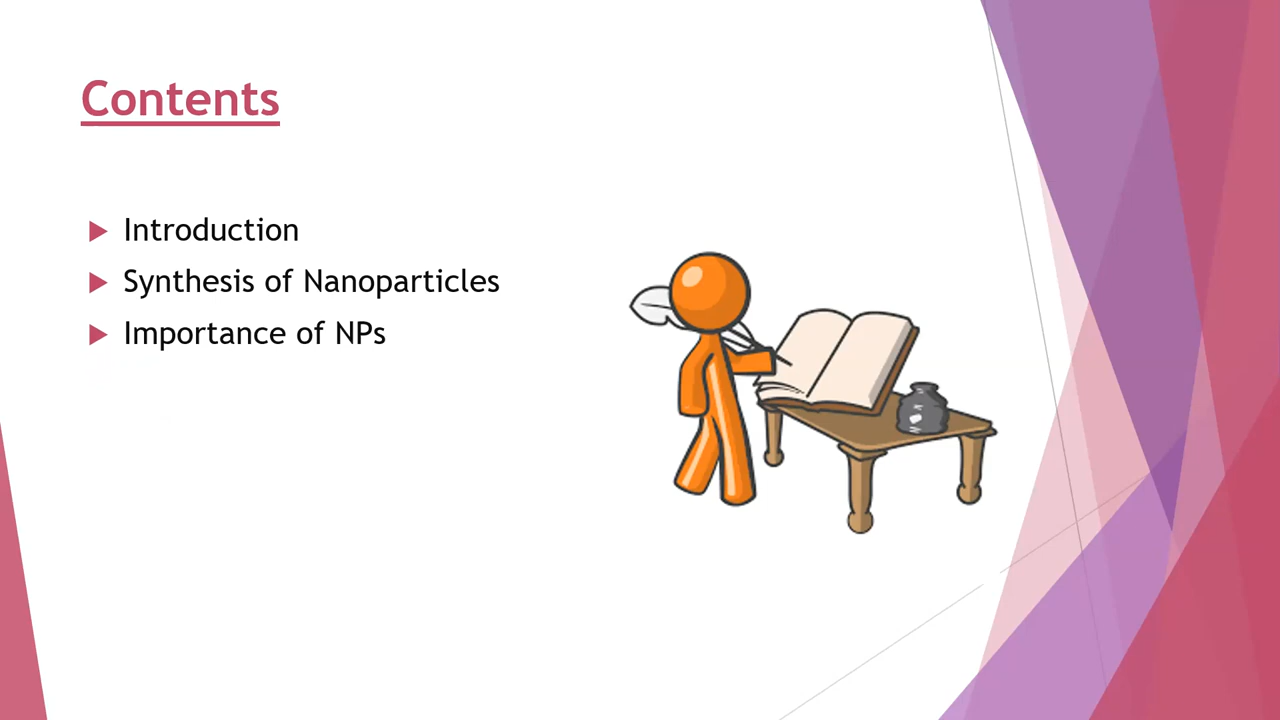 Contents
Introduction
Synthesis of Nanoparticles
Importance of NPs